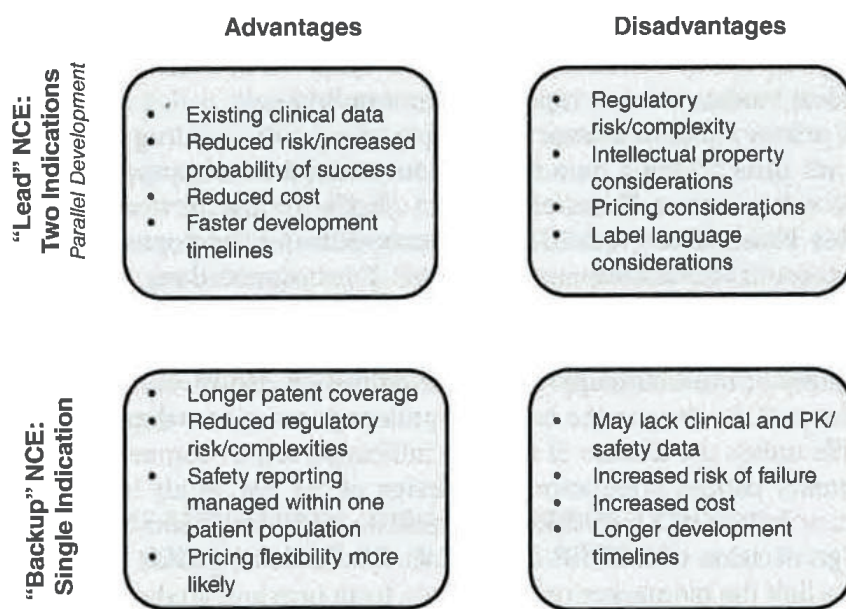 Advantages
Disadvantages
"Lead" NCE:
Two Indications
Parallel Development
• Existing clinical data
• Reduced risk/increased
probability of success
• Reduced cost
• Faster development
timelines
• Regulatory
risk/complexity
• Intellectual property
considerations
• Pricing considerations
• Label language
considerations
"Backup" NCE:
Single Indication
• Longer patent coverage
• Reduced regulatory
risk/complexities
• Safety reporting
managed within one
patient population
• Pricing flexibility more
likely
• May lack clinical and PK/
safety data
• Increased risk of failure
• Increased cost
• Longer development
timelines